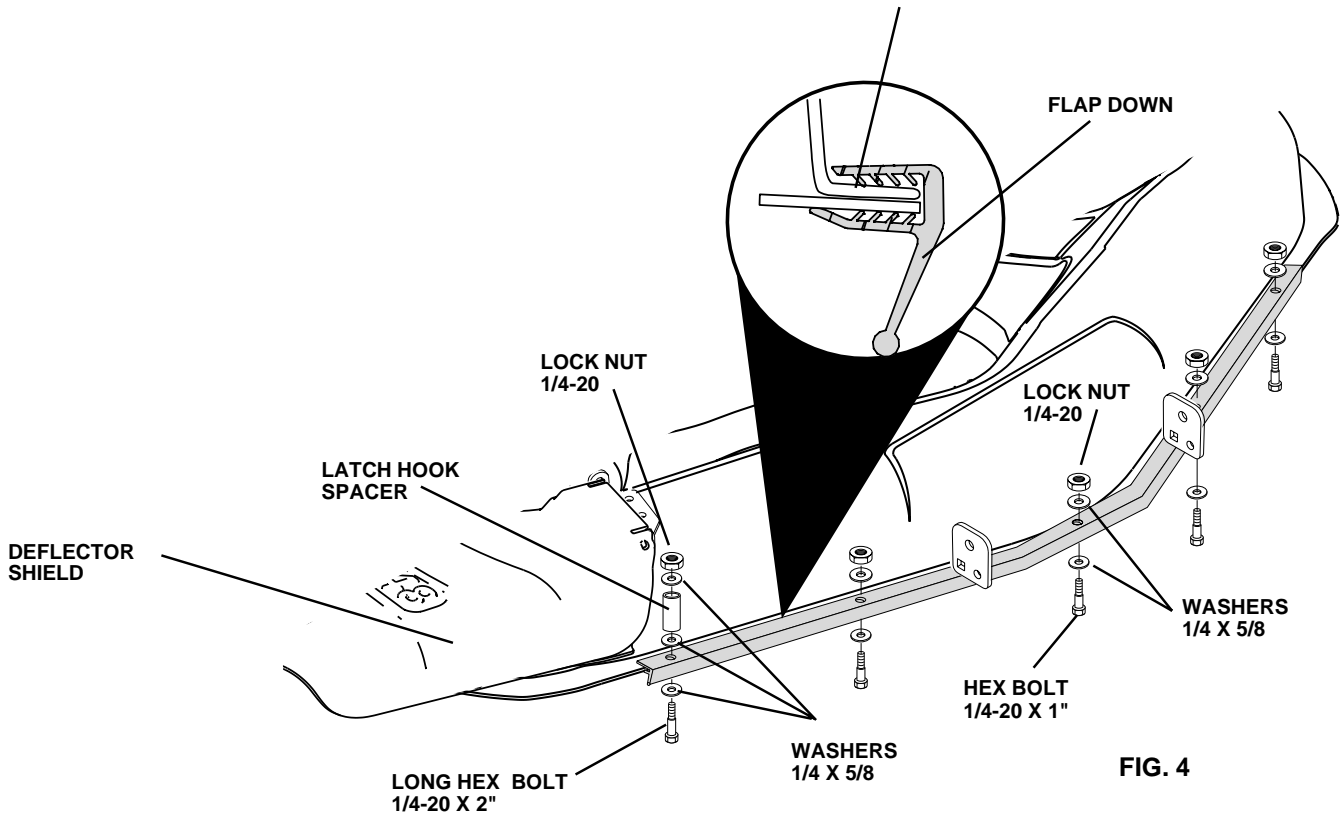 FLAP DOWN
LOCK NUT
1/4-20
LOCK NUT
1/4-20
LATCH HOOK
SPACER
DEFLECTOR
SHIELD
WASHERS
1/4 X 5/8
HEX BOLT
1/4-20 X 1"
WASHERS
1/4 X 5/8
LONG HEX BOLT
1/4-20 X 2"
FIG. 4